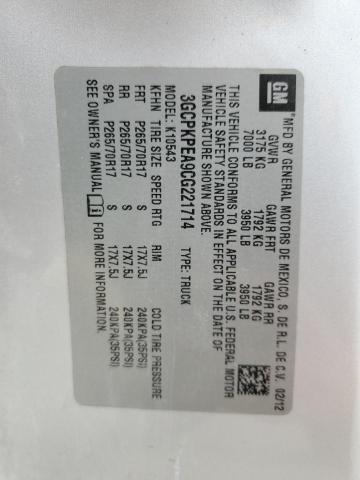 GM
MFD BY GENERAL MOTORS DE MEXICO, S. DE R.L. DE C.V. 02/12
GVWR GAWR FRT GAWR RR
3175 KG 1792 KG 1792 KG
7000 LB 3950 LB 3950 LB
THIS VEHICLE CONFORMS TO ALL APPLICABLE U.S. FEDERAL MOTOR
VEHICLE SAFETY STANDARDS IN EFFECT ON THE DATE OF
MANUFACTURE SHOWN ABOVE.
3GCPKPEA9CG221714 TYPE: TRUCK
MODEL: K10543
KFHN TIRE SIZE SPEED RTG RIM COLD TIRE PRESSURE
FRT P265/70R17 S 17X7.5J 240KPA(35PSI)
RR P265/70R17 S 17X7.5J 240KPA(35PSI)
SPA P265/70R17 S 17X7.5J 240KPA(35PSI)
SEE OWNER'S MANUAL FOR MORE INFORMATION.